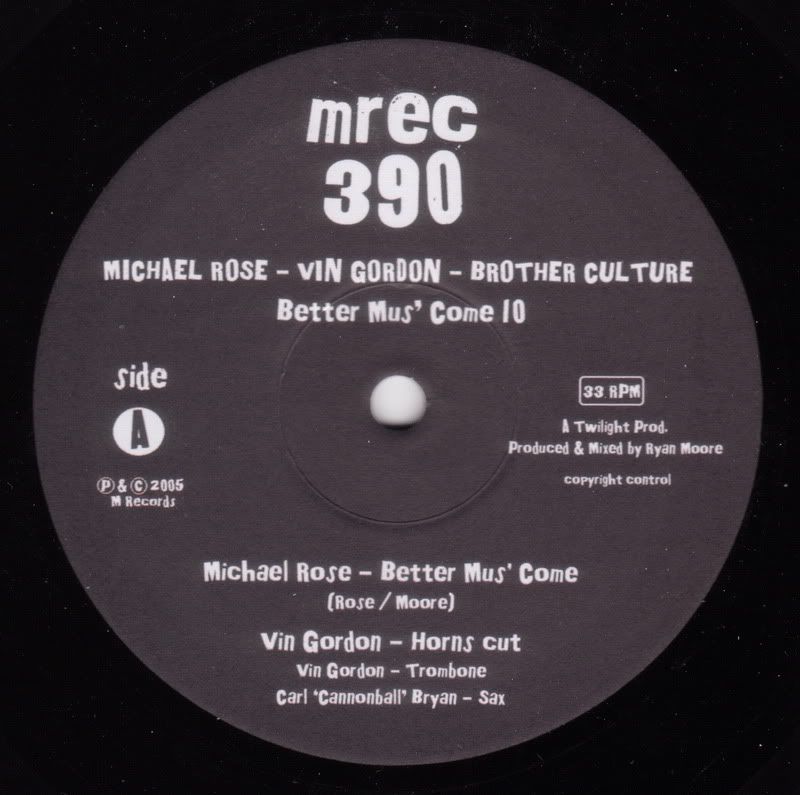 mrec
390
MICHAEL ROSE – VIN GORDON – BROTHER CULTURE
Better Mus' Come 10
side
A
Ⓟ & © 2005
M Records
33 RPM
A Twilight Prod.
Produced & Mixed by Ryan Moore
copyright control
Michael Rose – Better Mus' Come
(Rose / Moore)
Vin Gordon – Horns cut
Vin Gordon – Trombone
Carl 'Cannonball' Bryan – Sax